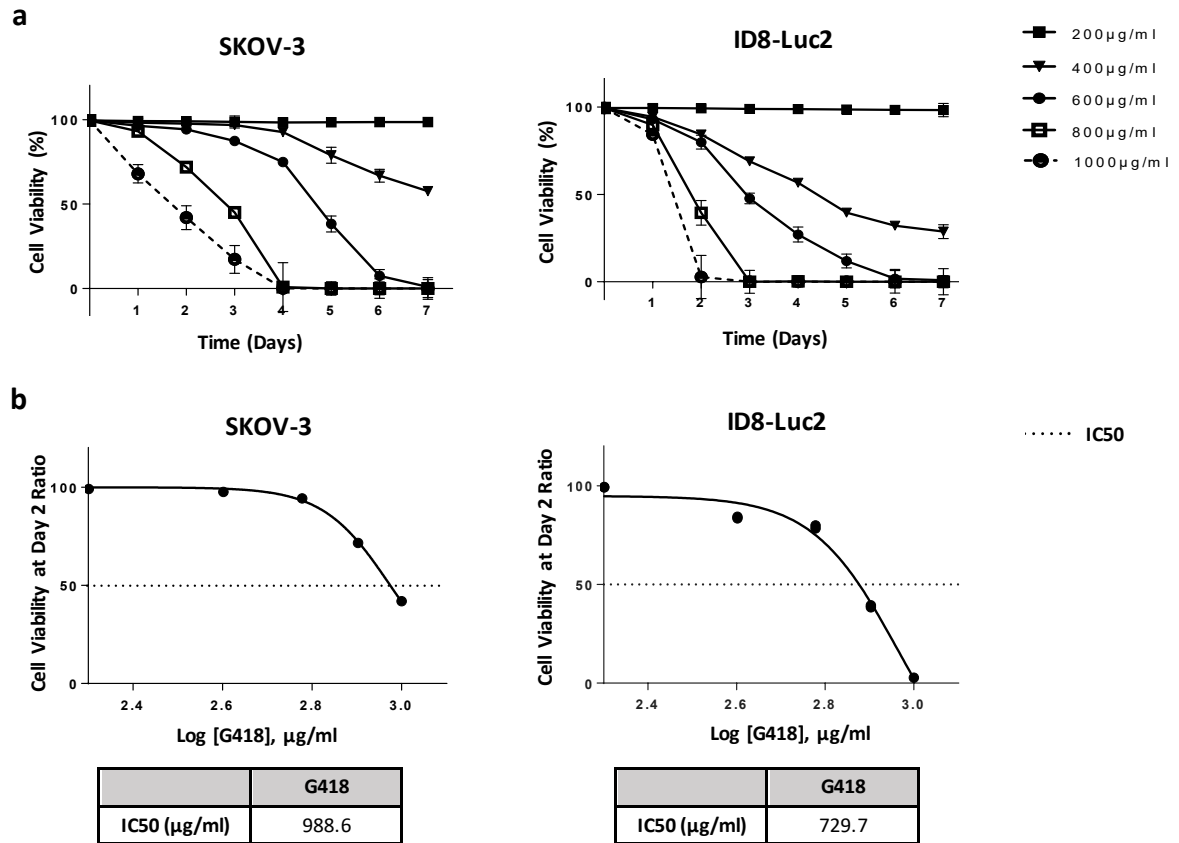 a
SKOV-3
ID8-Luc2
200µg/ml
400µg/ml
600µg/ml
800µg/ml
1000µg/ml
Cell Viability (%)
100
50
0
1 2 3 4 5 6 7
Time (Days)
Cell Viability (%)
100
50
0
1 2 3 4 5 6 7
Time (Days)
b
SKOV-3
ID8-Luc2
IC50
Cell Viability at Day 2 Ratio
100
50
0
2.4 2.6 2.8 3.0
Log [G418], µg/ml
Cell Viability at Day 2 Ratio
100
50
0
2.4 2.6 2.8 3.0
Log [G418], µg/ml
G418
IC50 (µg/ml) 988.6
G418
IC50 (µg/ml) 729.7